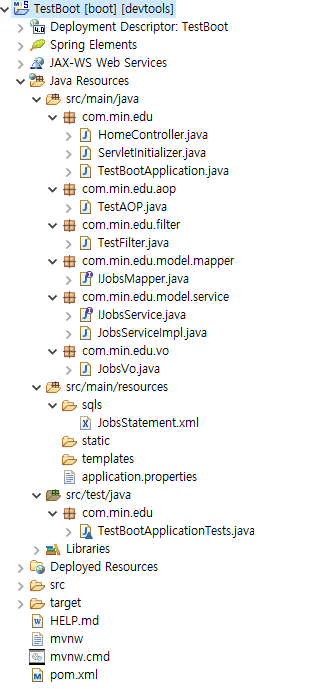 TestBoot [boot] [devtools]
Deployment Descriptor: TestBoot
Spring Elements
JAX-WS Web Services
Java Resources
src/main/java
com.min.edu
HomeController.java
ServletInitializer.java
TestBootApplication.java
com.min.edu.aop
TestAOP.java
com.min.edu.filter
TestFilter.java
com.min.edu.model.mapper
IJobsMapper.java
com.min.edu.model.service
IJobsService.java
JobsServiceImpl.java
com.min.edu.vo
JobsVo.java
src/main/resources
sqls
JobsStatement.xml
static
templates
application.properties
src/test/java
com.min.edu
TestBootApplicationTests.java
Libraries
Deployed Resources
src
target
HELP.md
mvnw
mvnw.cmd
pom.xml